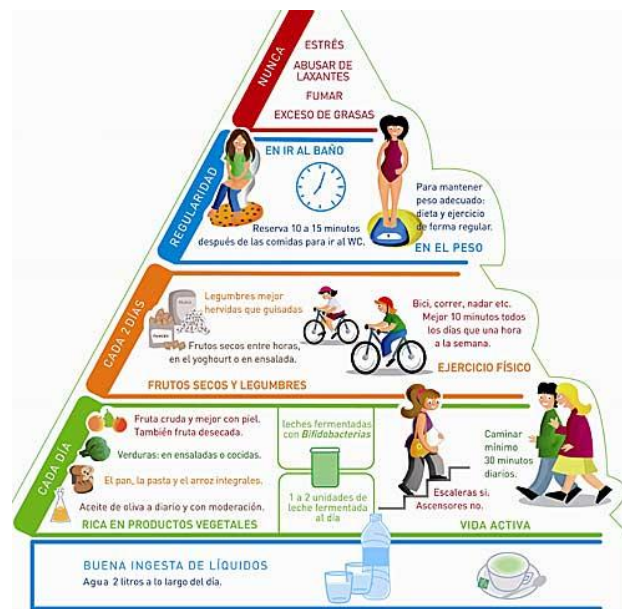 NUNCA
ESTRÉS
ABUSAR DE
LAXANTES
FUMAR
EXCESO DE GRASAS
REGULARIDAD
EN IR AL BAÑO
Reserva 10 a 15 minutos
después de las comidas para ir al WC.
Para mantener
peso adecuado:
dieta y ejercicio
de forma regular.
EN EL PESO
CADA 2 DÍAS
Legumbres mejor
hervidas que guisadas
Frutos secos entre horas,
en el yoghourt o en ensalada.
FRUTOS SECOS Y LEGUMBRES
Bici, correr, nadar etc.
Mejor 10 minutos todos
los días que una hora
a la semana.
EJERCICIO FÍSICO
CADA DÍA
Fruta cruda y mejor con piel.
También fruta desecada.
Verduras: en ensaladas o cocidas.
El pan, la pasta y el arroz integrales.
Aceite de oliva a diario y con moderación.
RICA EN PRODUCTOS VEGETALES
leches fermentadas
con Bifidobacterias
1 a 2 unidades de
leche fermentada
al día
Escaleras si.
Ascensores no.
Caminar
mínimo
30 minutos
diarios.
VIDA ACTIVA
BUENA INGESTA DE LÍQUIDOS
Agua 2 litros a lo largo del día.